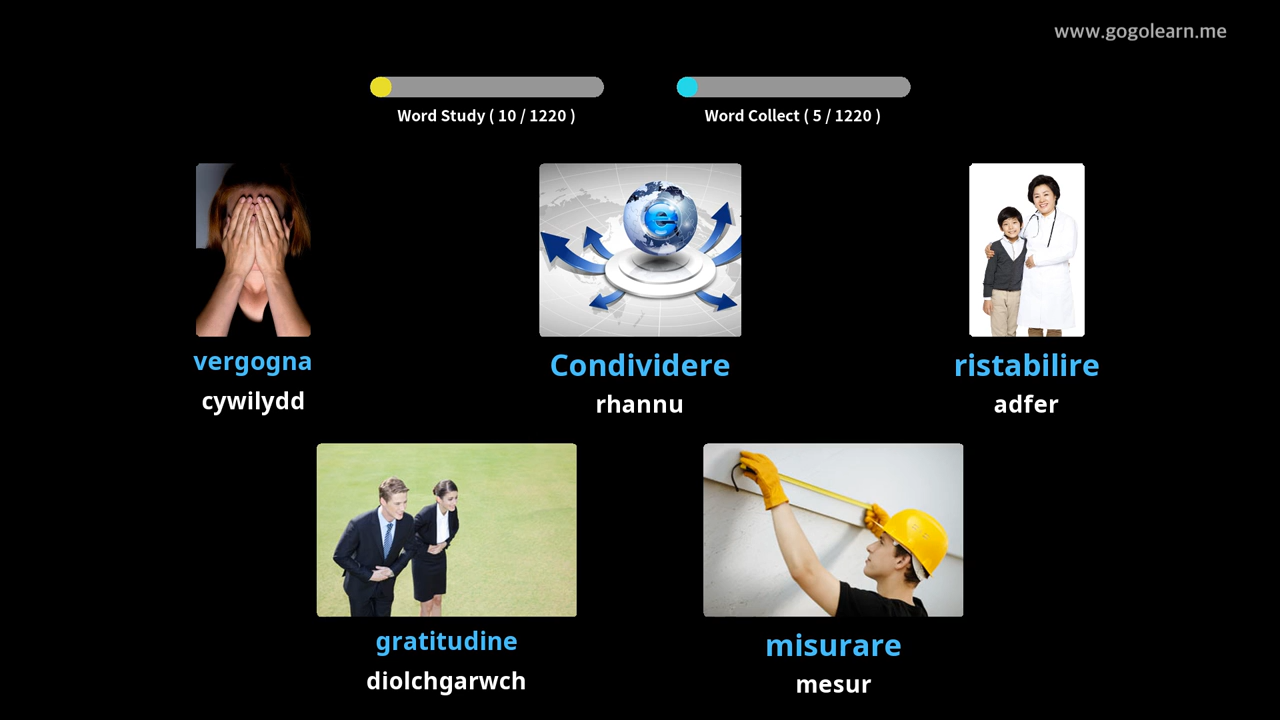 www.gogolearn.me
Word Study ( 10 / 1220 )
Word Collect ( 5 / 1220 )
e
vergogna
cywilydd
Condividere
rhannu
ristabilire
adfer
gratitudine
diolchgarwch
misurare
mesur